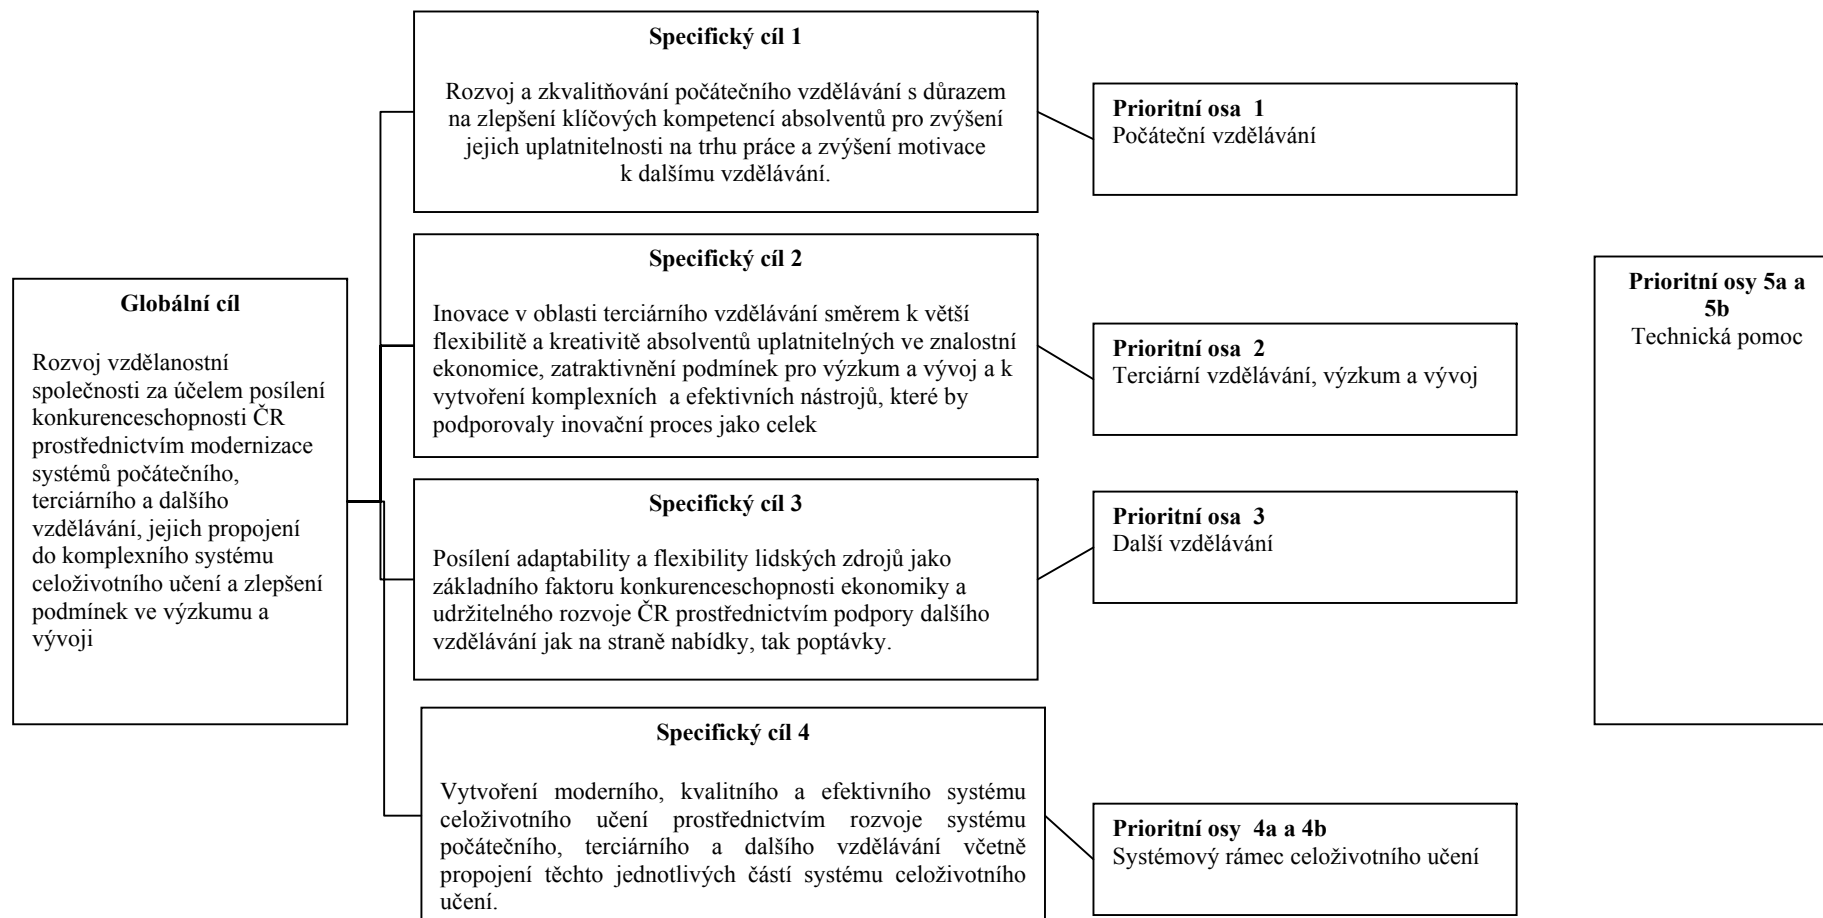 Globální cíl
Rozvoj vzdělanostní
společnosti za účelem posílení
konkurenceschopnosti ČR
prostřednictvím modernizace
systémů počátečního,
terciárního a dalšího
vzdělávání, jejich propojení
do komplexního systému
celoživotního učení a zlepšení
podmínek ve výzkumu a
vývoji
Specifický cíl 1
Rozvoj a zkvalitňování počátečního vzdělávání s důrazem
na zlepšení klíčových kompetencí absolventů pro zvýšení
jejich uplatnitelnosti na trhu práce a zvýšení motivace
k dalšímu vzdělávání.
Prioritní osa  1
Počáteční vzdělávání
Specifický cíl 2
Inovace v oblasti terciárního vzdělávání směrem k větší
flexibilitě a kreativitě absolventů uplatnitelných ve znalostní
ekonomice, zatraktivnění podmínek pro výzkum a vývoj a k
vytvoření komplexních  a efektivních nástrojů, které by
podporovaly inovační proces jako celek
Prioritní osa  2
Terciární vzdělávání, výzkum a vývoj
Specifický cíl 3
Posílení adaptability a flexibility lidských zdrojů jako
základního faktoru konkurenceschopnosti ekonomiky a
udržitelného rozvoje ČR prostřednictvím podpory dalšího
vzdělávání jak na straně nabídky, tak poptávky.
Prioritní osa  3
Další vzdělávání
Specifický cíl 4
Vytvoření moderního, kvalitního a efektivního systému
celoživotního učení prostřednictvím rozvoje systému
počátečního, terciárního a dalšího vzdělávání včetně
propojení těchto jednotlivých částí systému celoživotního
učení.
Prioritní osy  4a a 4b
Systémový rámec celoživotního učení
Prioritní osy 5a a
5b
Technická pomoc